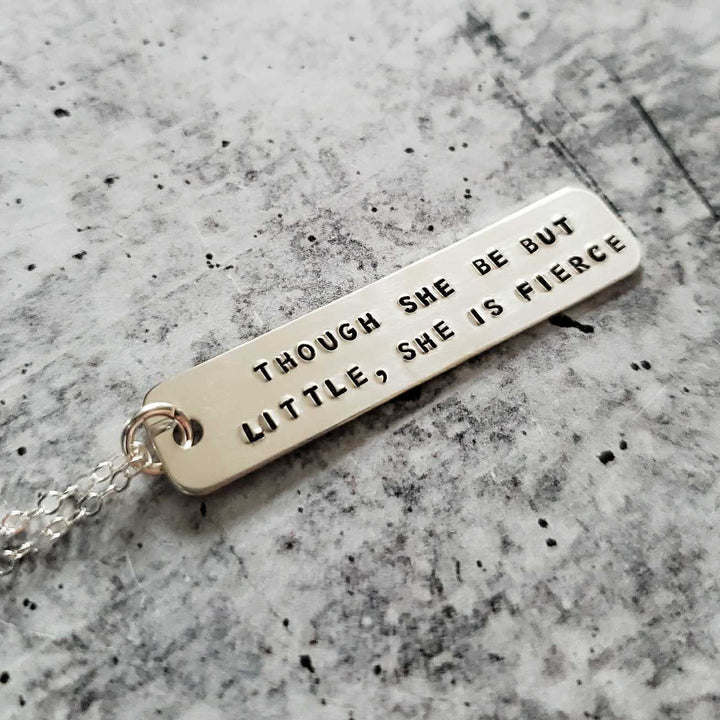 THOUGH SHE BE BUT
LITTLE, SHE IS FIERCE